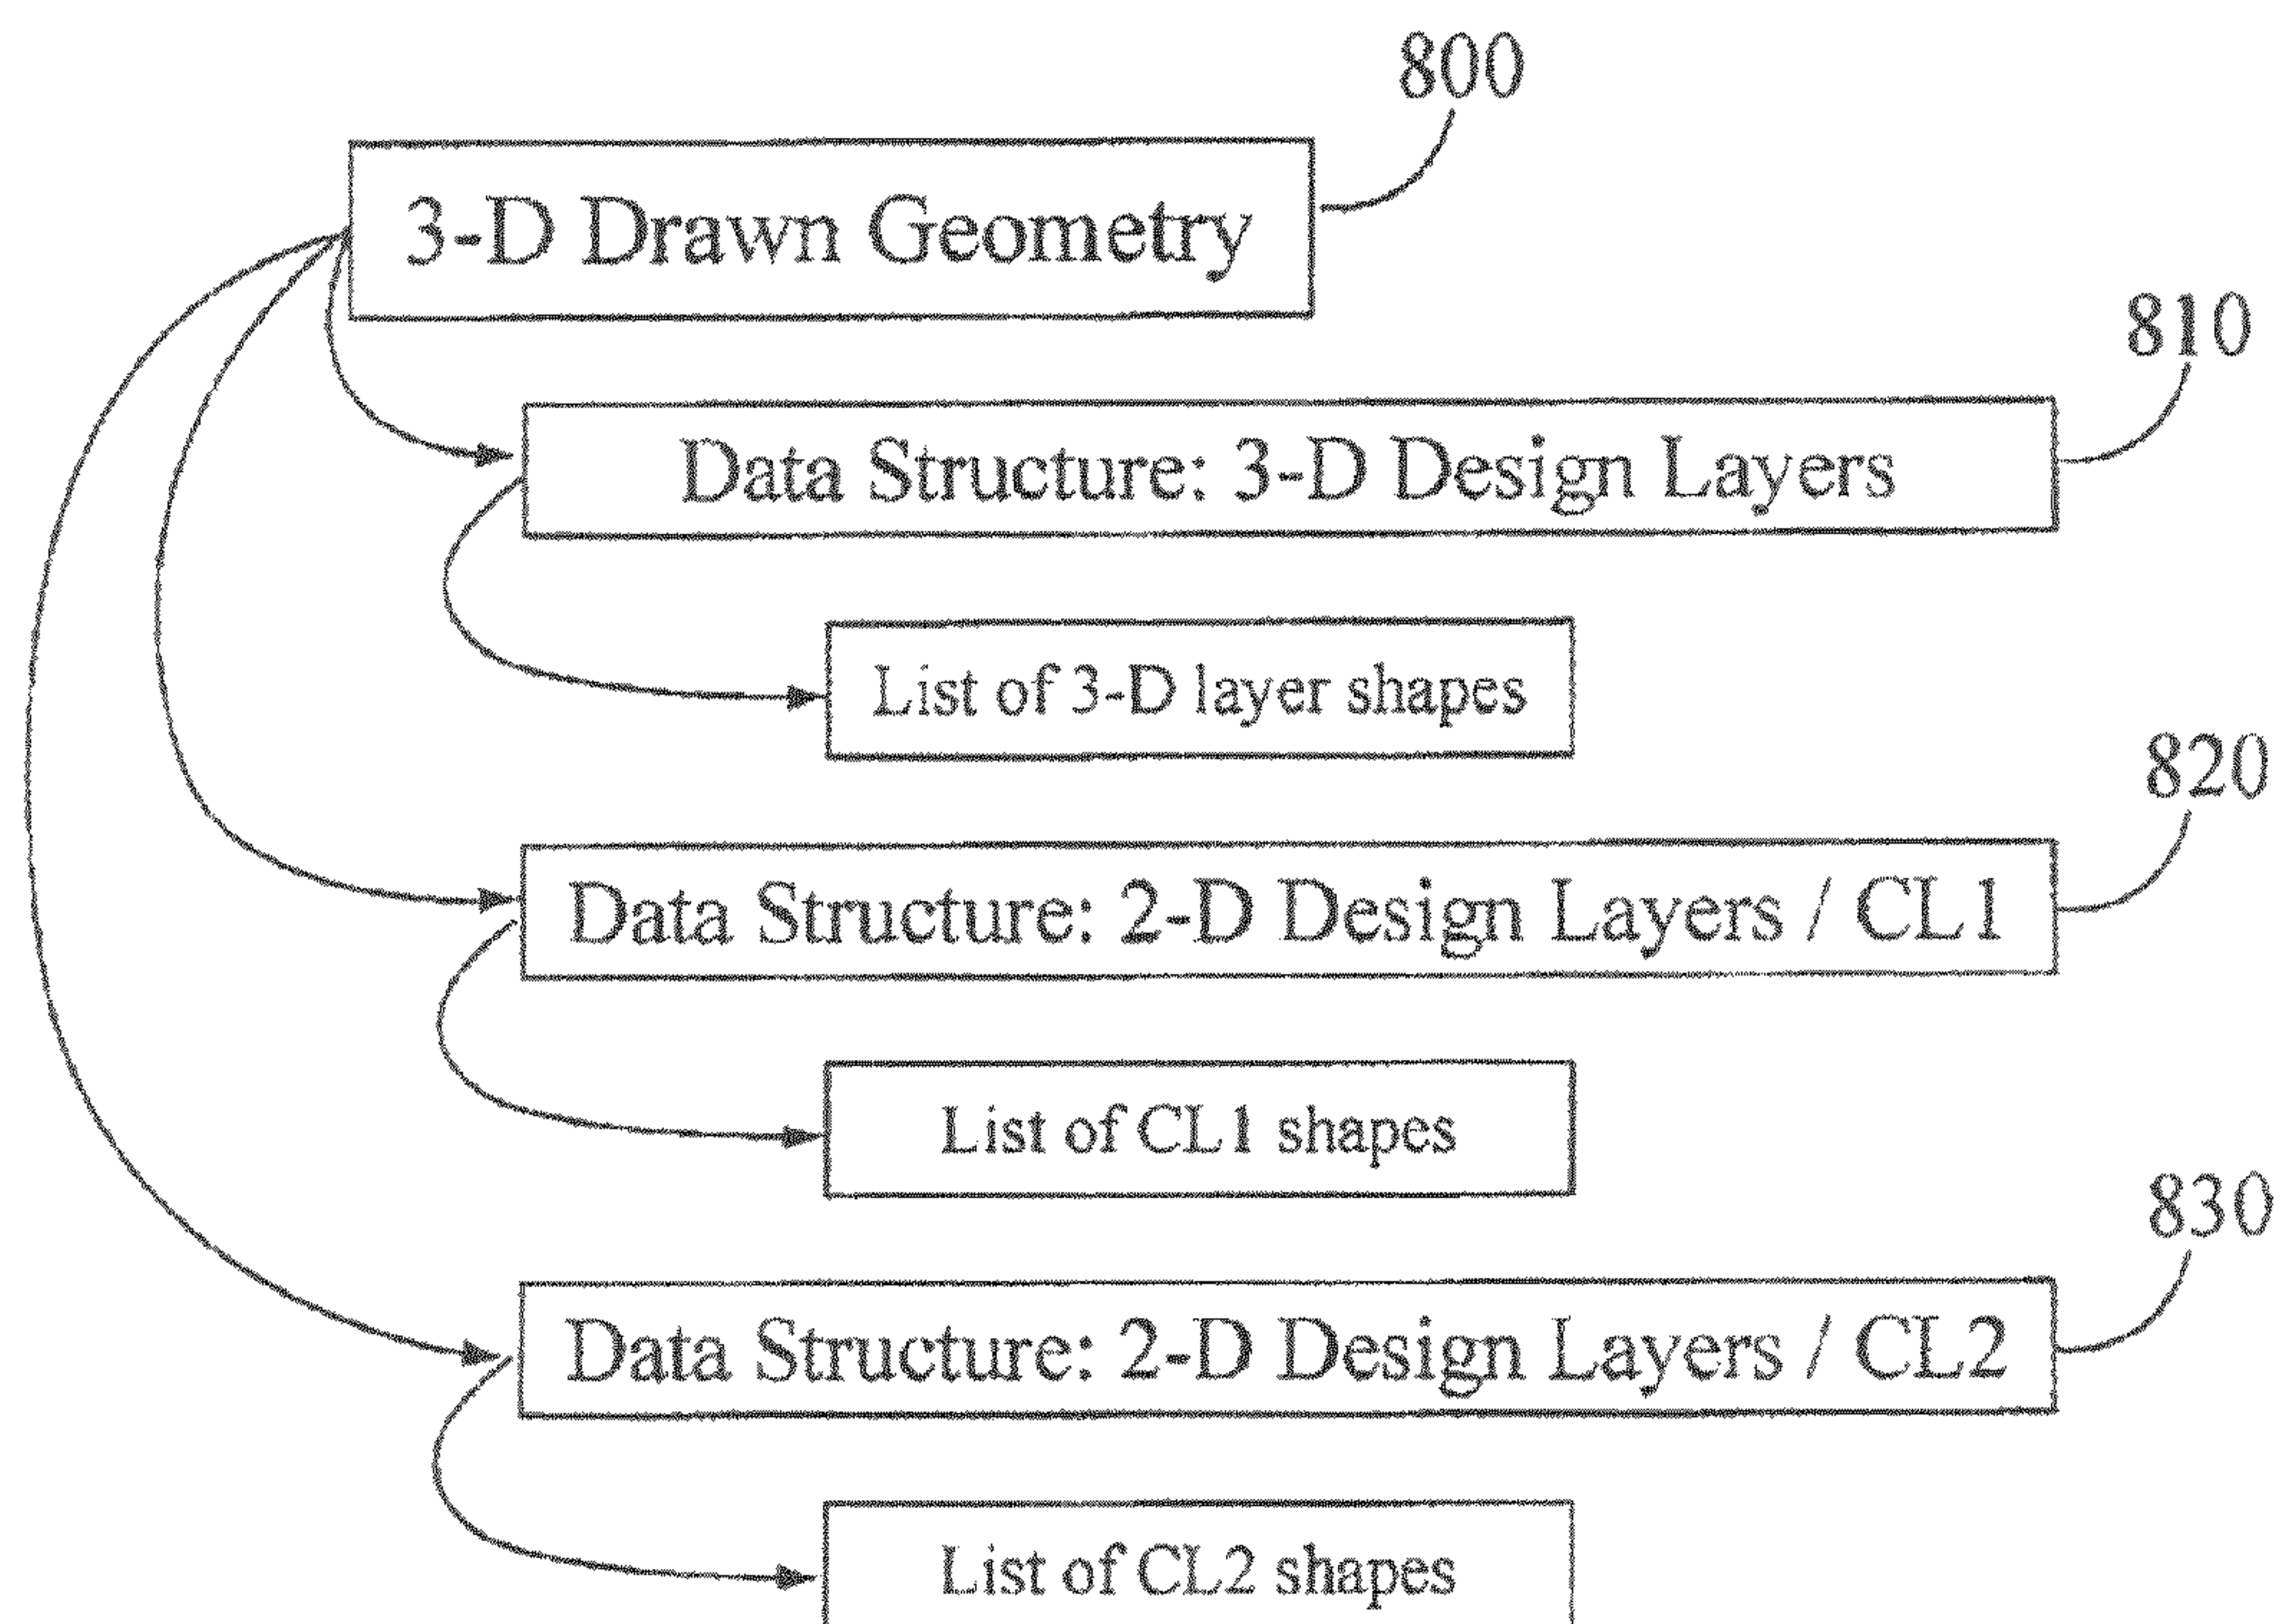 800
3-D Drawn Geometry
810
Data Structure: 3-D Design Layers
List of 3-D layer shapes
820
Data Structure: 2-D Design Layers / CL1
List of CL1 shapes
830
Data Structure: 2-D Design Layers / CL2
List of CL2 shapes